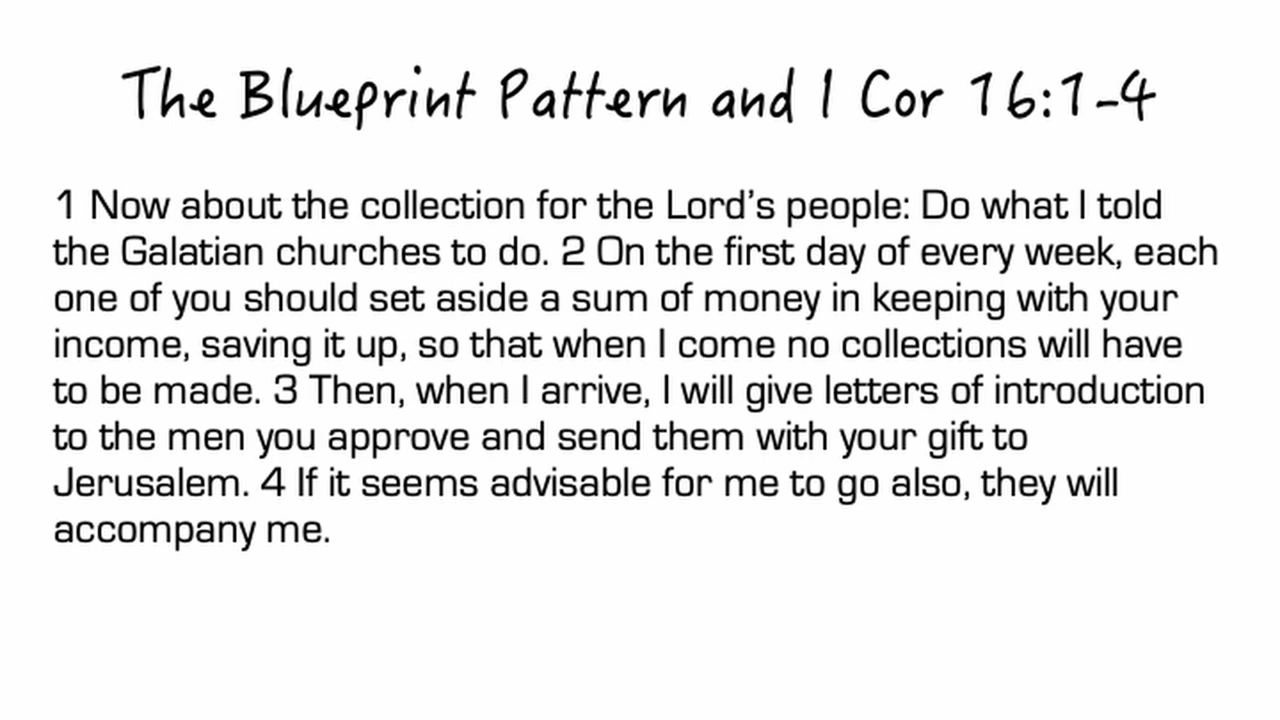 The Blueprint Pattern and 1 Cor 16:1-4
1 Now about the collection for the Lord’s people: Do what I told
the Galatian churches to do. 2 On the first day of every week, each
one of you should set aside a sum of money in keeping with your
income, saving it up, so that when I come no collections will have
to be made. 3 Then, when I arrive, I will give letters of introduction
to the men you approve and send them with your gift to
Jerusalem. 4 If it seems advisable for me to go also, they will
accompany me.